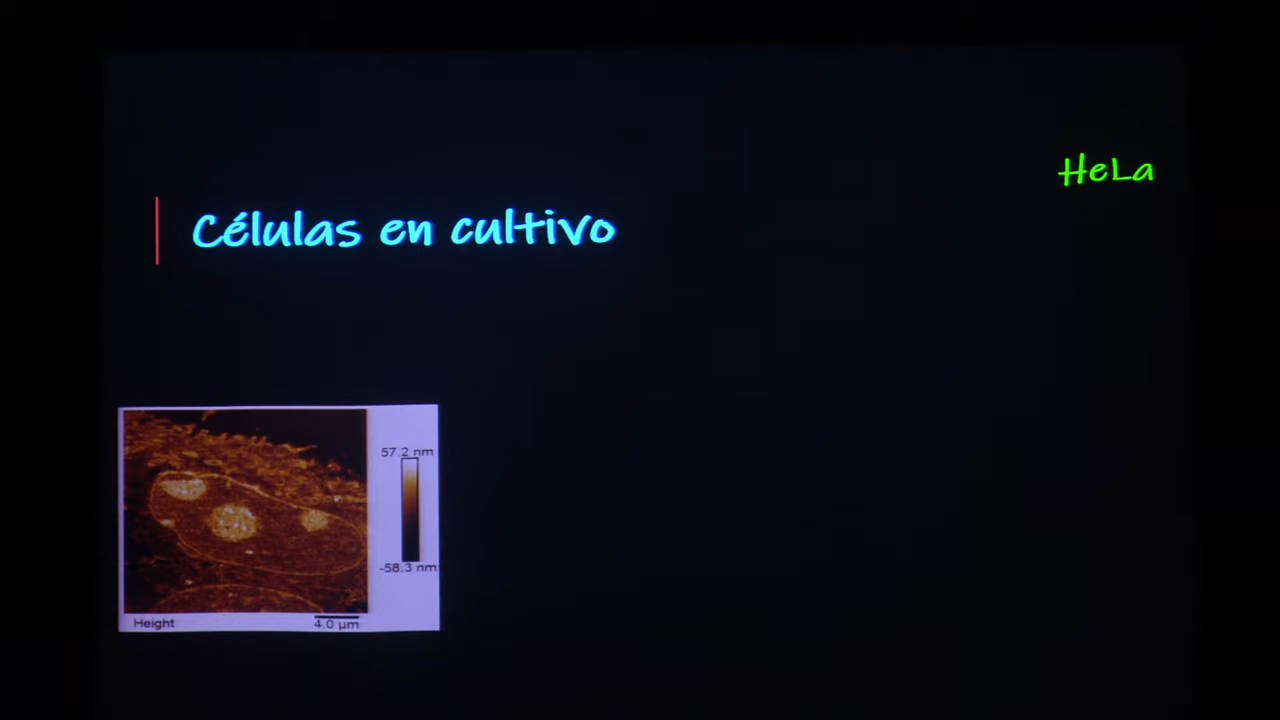 HeLa
Células en cultivo
57.2 nm
-58.3 nm
Height
4.0 µm